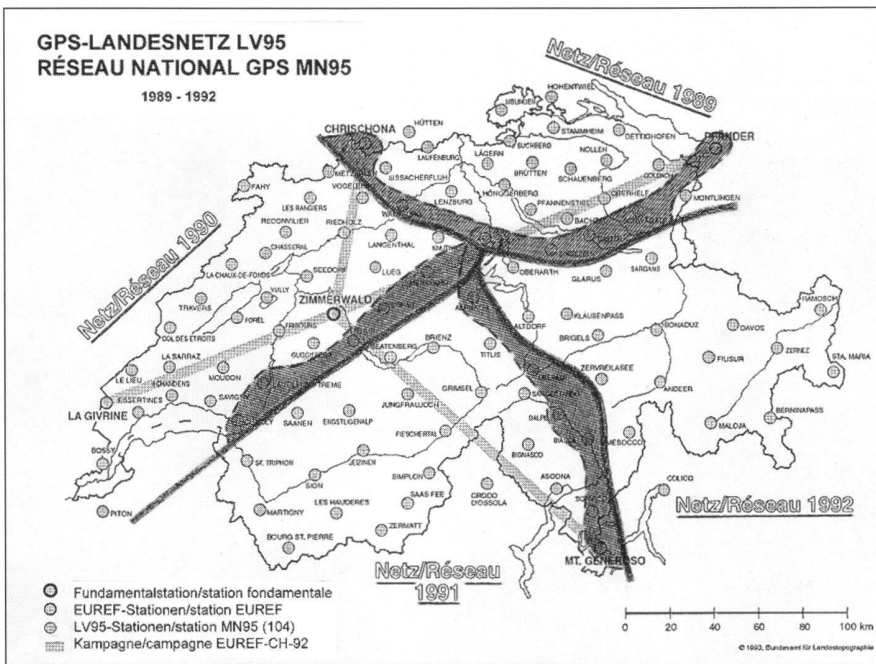 GPS-LANDESNETZ LV95
RÉSEAU NATIONAL GPS MN95
1989 - 1992
Netz/Réseau 1989
HOHENTWIEL
SIBLINGEN
HÜTTEN
CHRISCHONA
STAMMHEIM
DETTIGHOFEN
BUCHBERG
PFÄNDER
LAUFENBURG
LÄGERN
NOLLEN
BRÜTTEN
METZERLEN
SISSACHERFLUH
SCHAUENBERG
FAHY
HÖNGGERBERG
LENZBURG
OBERHELF
MONTLINGEN
LES RANGIERS
PFANNENSTIEL
RECONVILIER
RIEDHOLZ
Netz/Réseau 1990
LANGENTHAL
CHASSERAL
SARGANS
LA-CHAUX-DE-FONDS
SEEDORF
LUEG
OBERARTH
GLARUS
VULLY
TRAVERS
ZIMMERWALD
RAMOSCH
FOREL
ALTDORF
KLAUSENPASS
COL DES ETROITS
FRIBOURG
BRIENZ
BRIGELS
BONADUZ
DAVOS
BEATENBERG
TITLIS
LA SARRAZ
FILISUR
ZERNEZ
STA. MARIA
LE LIEU
ECHANDENS
MOUDON
ZERVREILASEE
LA GIVRINE
ESSERTINES
SAVIGNY
GRIMSEL
ANDEER
JUNGFRAUJOCH
SAANEN
ENGSTLIGENALP
BERNINAPASS
FIESCHERTAL
MALOJA
MESOCCO
BOSSY
ST. TRIPHON
JEIZINEN
BIGNASCO
SION
SIMPLON
ASCONA
COLICO
PITON
CRODO
D'OSSOLA
MARTIGNY
LES HAUDERES
SAAS FEE
Netz/Réseau 1992
ZERMATT
BOURG ST. PIERRE
MT. GENEROSO
Netz/Réseau
1991
Fundamentalstation/station fondamentale
EUREF-Stationen/station EUREF
LV95-Stationen/station MN95 (104)
Kampagne/campagne EUREF-CH-92
0 20 40 60 80 100 km
© 1993, Bundesamt für Landestopographie